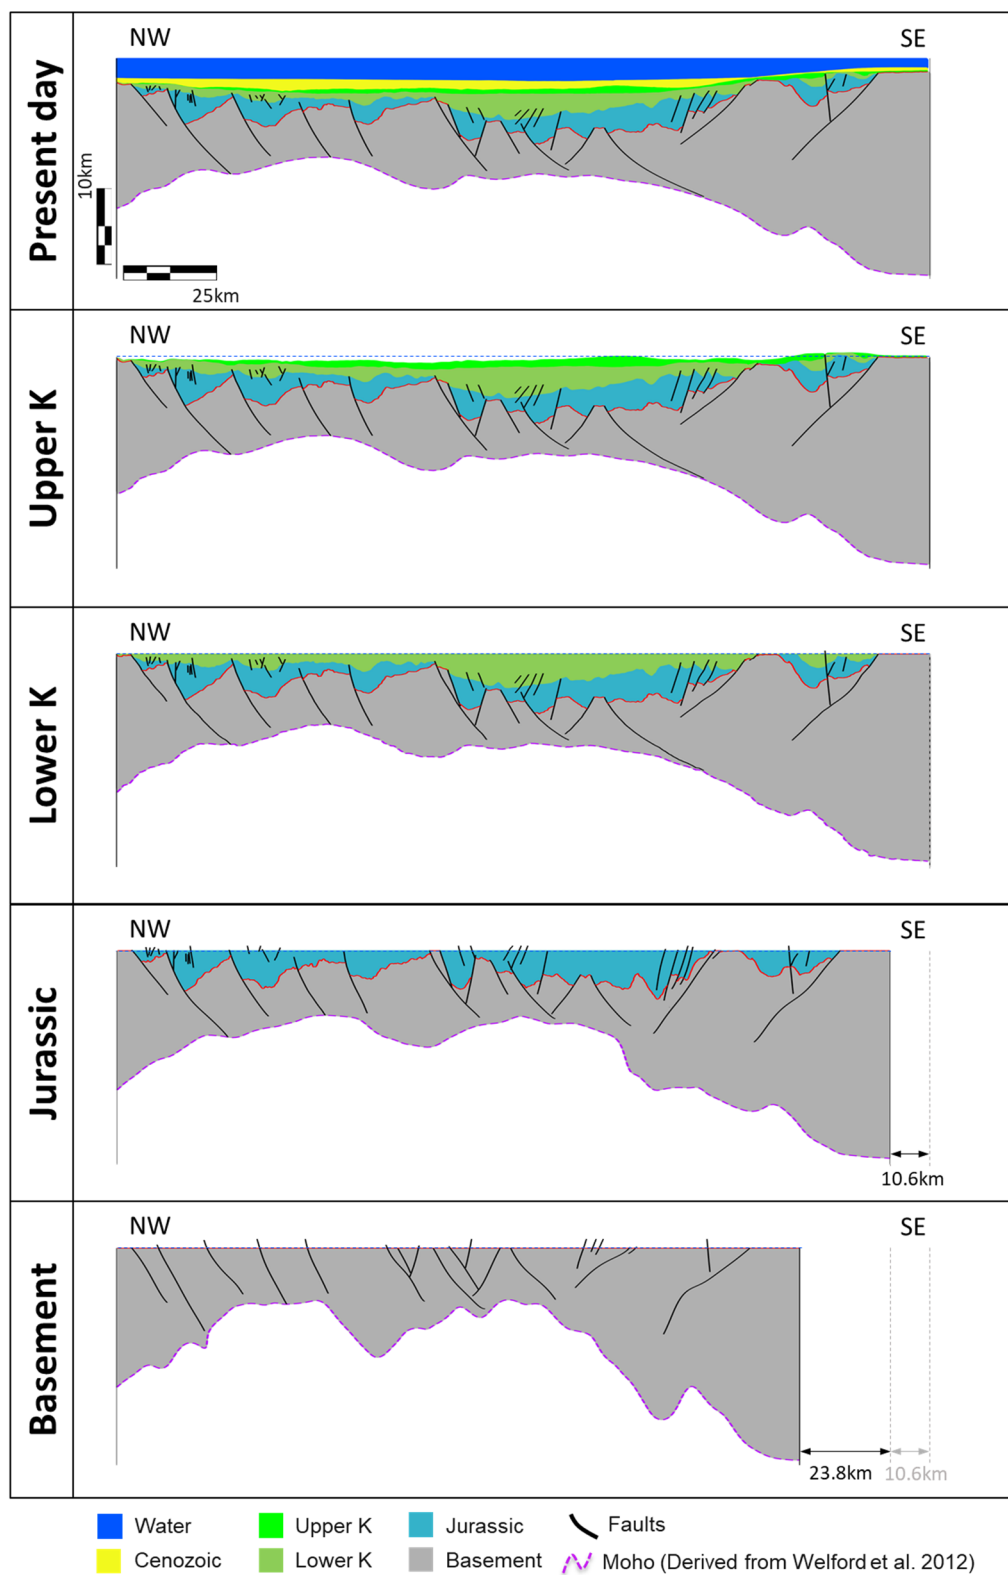 Present day
NW
SE
10km
25km
Upper K
NW
SE
Lower K
NW
SE
Jurassic
NW
SE
10.6km
Basement
NW
SE
23.8km 10.6km
Water
Upper K
Jurassic
Faults
Cenozoic
Lower K
Basement
Moho (Derived from Welford et al. 2012)